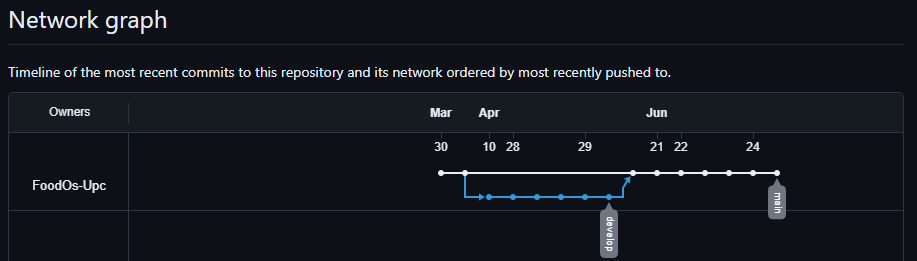 Network graph
Timeline of the most recent commits to this repository and its network ordered by most recently pushed to.
Owners Mar Apr Jun
30 10 28 29 21 22 24
FoodOs-Upc
main
develop